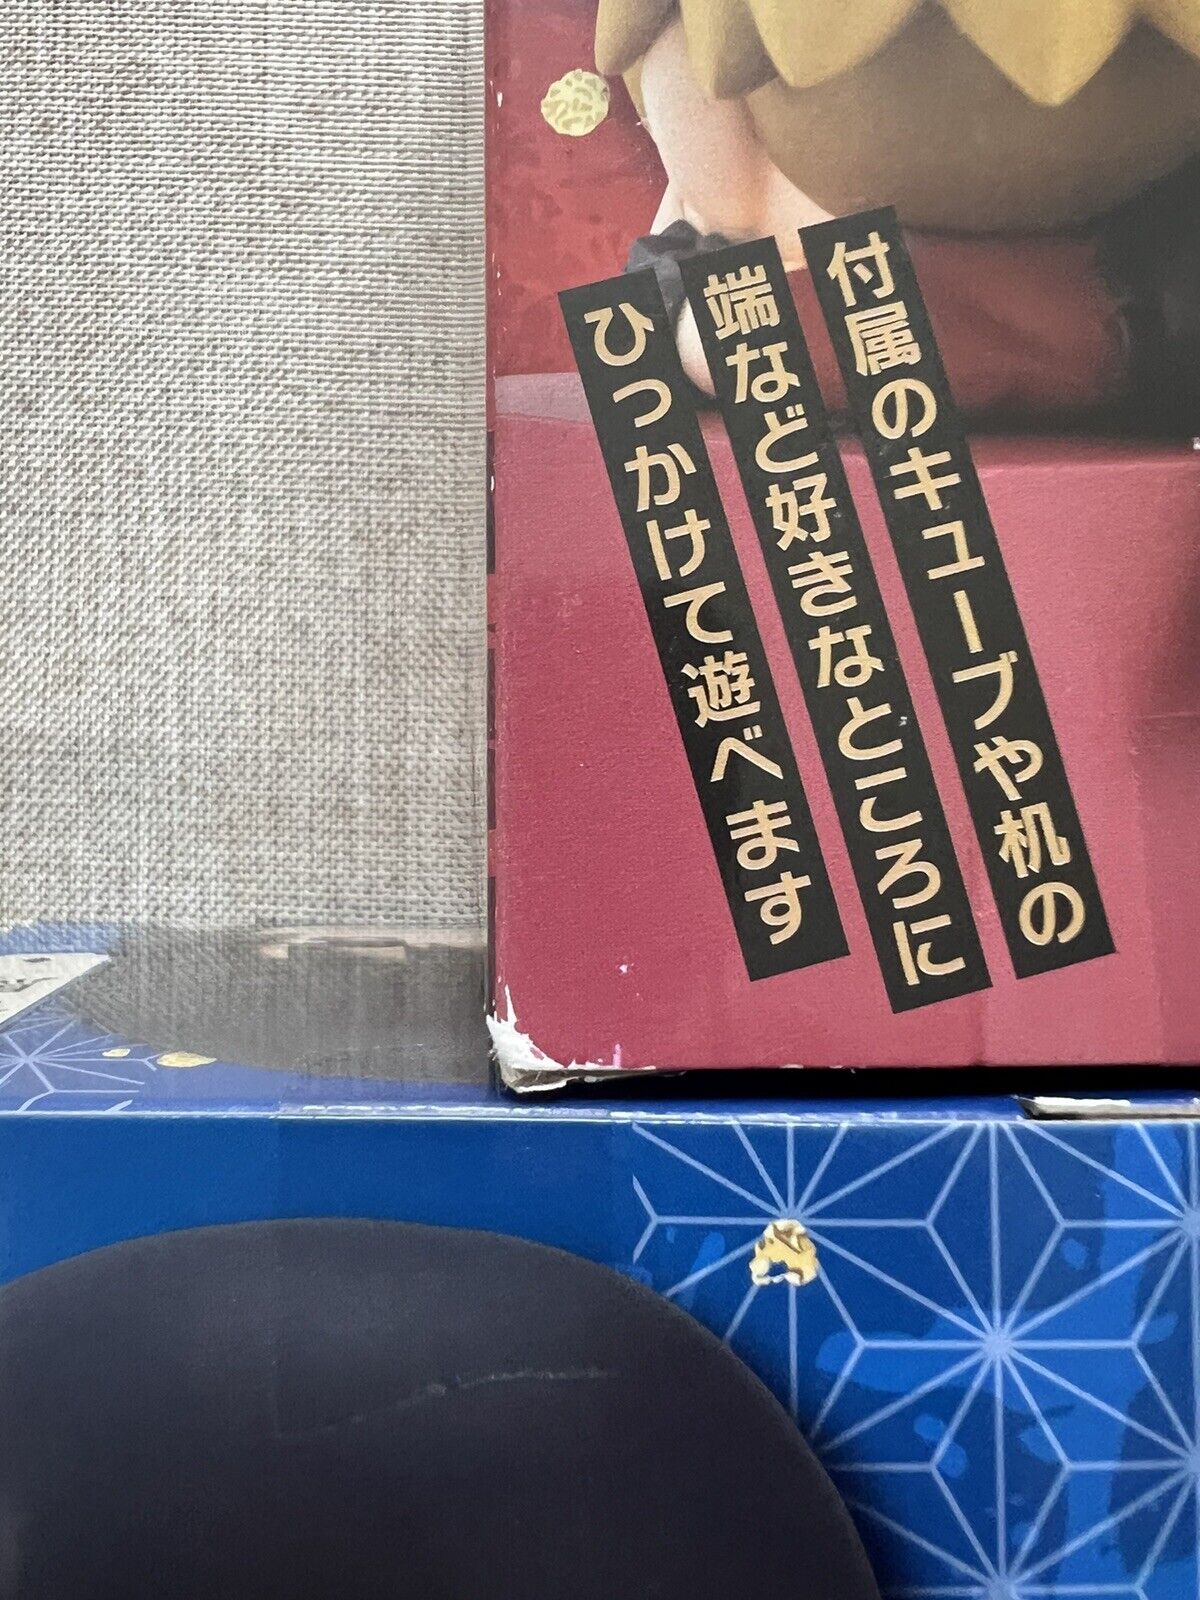 付属のキューブや机の
端など好きなところに
ひっかけて遊べます